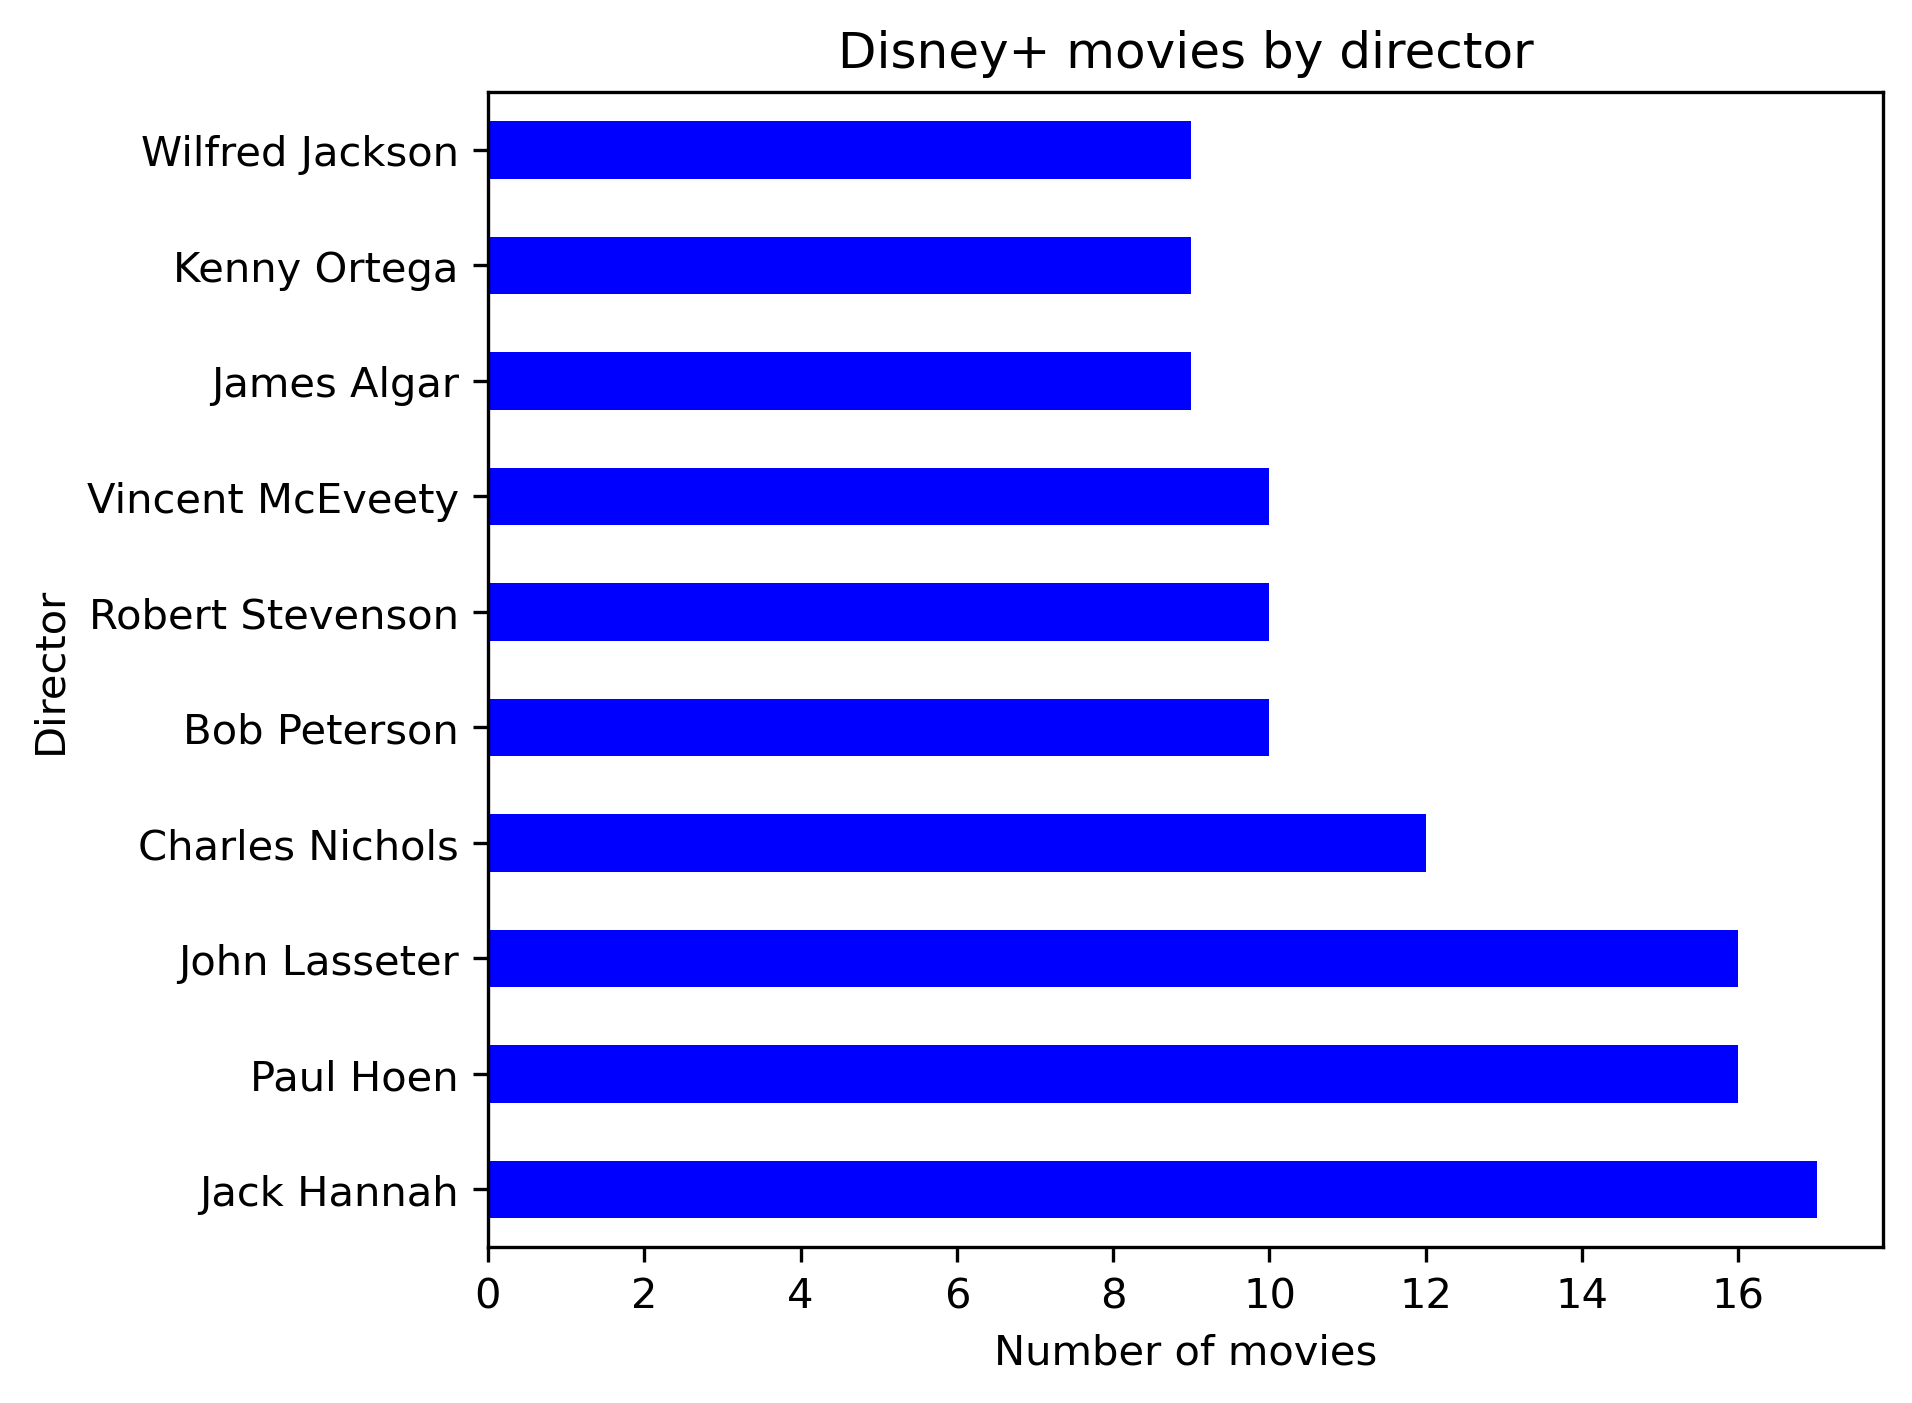 Disney+ movies by director
Wilfred Jackson
Kenny Ortega
James Algar
Vincent McEveety
Robert Stevenson
Bob Peterson
Charles Nichols
John Lasseter
Paul Hoen
Jack Hannah
Director
0 2 4 6 8 10 12 14 16
Number of movies